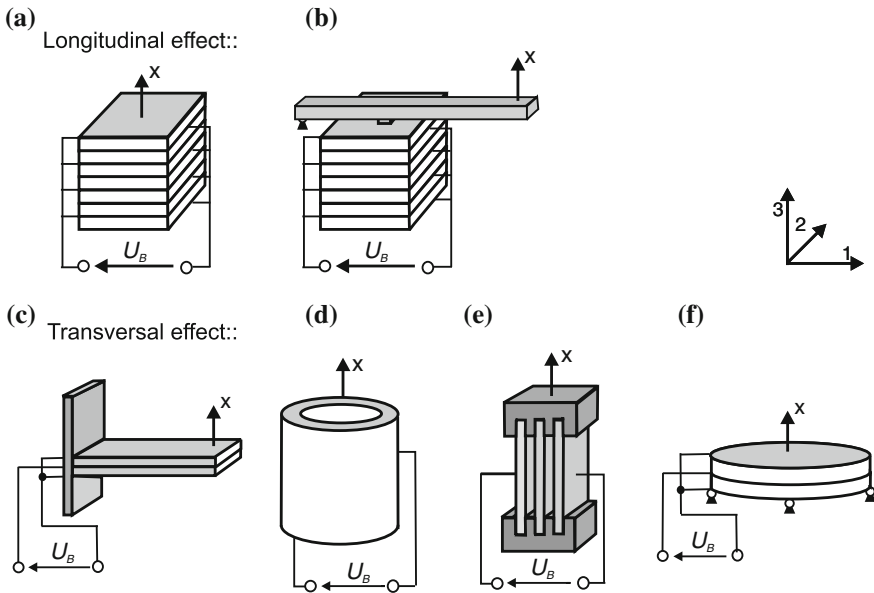 (a)
Longitudinal effect::
(b)
x
x
U_B
U_B
3
2
1
(c)
Transversal effect::
(d)
(e)
(f)
x
x
x
x
U_B
U_B
U_B
U_B